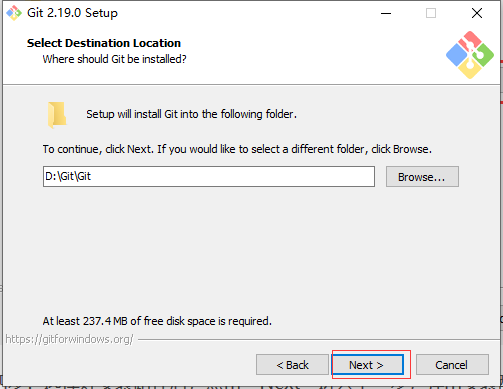 Git 2.19.0 Setup
Select Destination Location
Where should Git be installed?
Setup will install Git into the following folder.
To continue, click Next. If you would like to select a different folder, click Browse.
D:\Git\Git
Browse...
At least 237.4 MB of free disk space is required.
https://gitforwindows.org/
< Back
Next >
Cancel